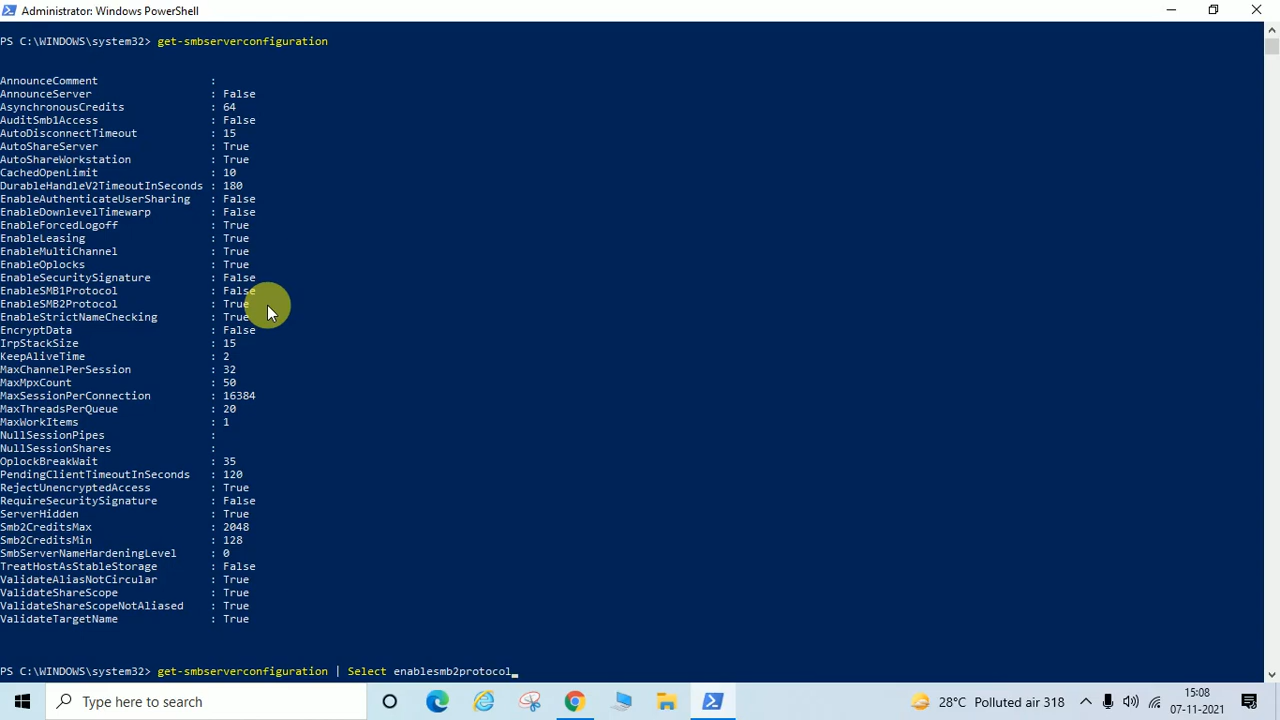 Administrator: Windows PowerShell
PS C:\WINDOWS\system32> get-smbserverconfiguration
AnnounceComment :
AnnounceServer : False
AsynchronousCredits : 64
AuditSmb1Access : False
AutoDisconnectTimeout : 15
AutoShareServer : True
AutoShareWorkstation : True
CachedOpenLimit : 10
DurableHandleV2TimeoutInSeconds : 180
EnableAuthenticateUserSharing : False
EnableDownlevelTimewarp : False
EnableForcedLogoff : True
EnableLeasing : True
EnableMultiChannel : True
EnableOplocks : True
EnableSecuritySignature : False
EnableSMB1Protocol : False
EnableSMB2Protocol : True
EnableStrictNameChecking : True
EncryptData : False
IrpStackSize : 15
KeepAliveTime : 2
MaxChannelPerSession : 32
MaxMpxCount : 50
MaxSessionPerConnection : 16384
MaxThreadsPerQueue : 20
MaxWorkItems : 1
NullSessionPipes :
NullSessionShares :
OplockBreakWait : 35
PendingClientTimeoutInSeconds : 120
RejectUnencryptedAccess : True
RequireSecuritySignature : False
ServerHidden : True
Smb2CreditsMax : 2048
Smb2CreditsMin : 128
SmbServerNameHardeningLevel : 0
TreatHostAsStableStorage : False
ValidateAliasNotCircular : True
ValidateShareScope : True
ValidateShareScopeNotAliased : True
ValidateTargetName : True
PS C:\WINDOWS\system32> get-smbserverconfiguration | Select enablesmb2protocol
Type here to search
28°C Polluted air 318
15:08
07-11-2021